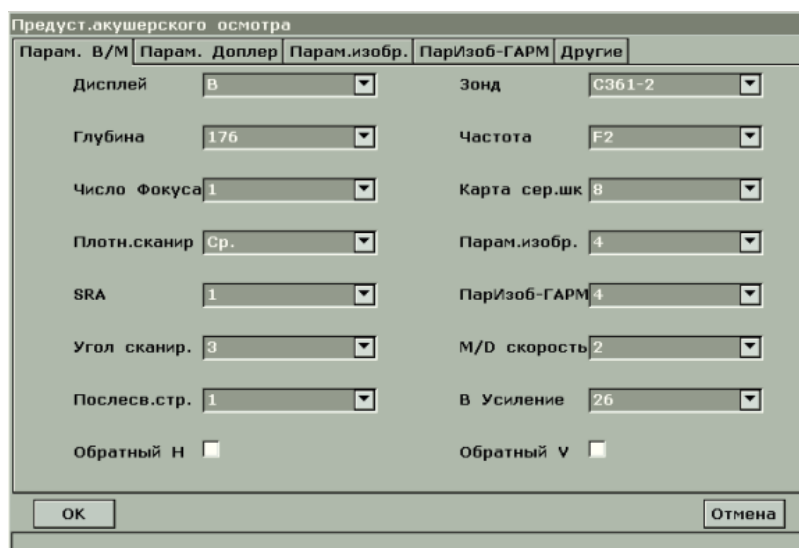 Предуст.акушерского осмотра
Парам. В/М Парам. Доплер Парам.изобр. ПарИзоб-ГАРМ Другие
Дисплей B Зонд C361-2
Глубина 176 Частота F2
Число Фокуса 1 Карта сер.шк 8
Плотн.сканир Ср. Парам.изобр. 4
SRA 1 ПарИзоб-ГАРМ 4
Угол сканир. 3 M/D скорость 2
Послесв.стр. 1 В Усиление 26
Обратный H Обратный V
OK Отмена